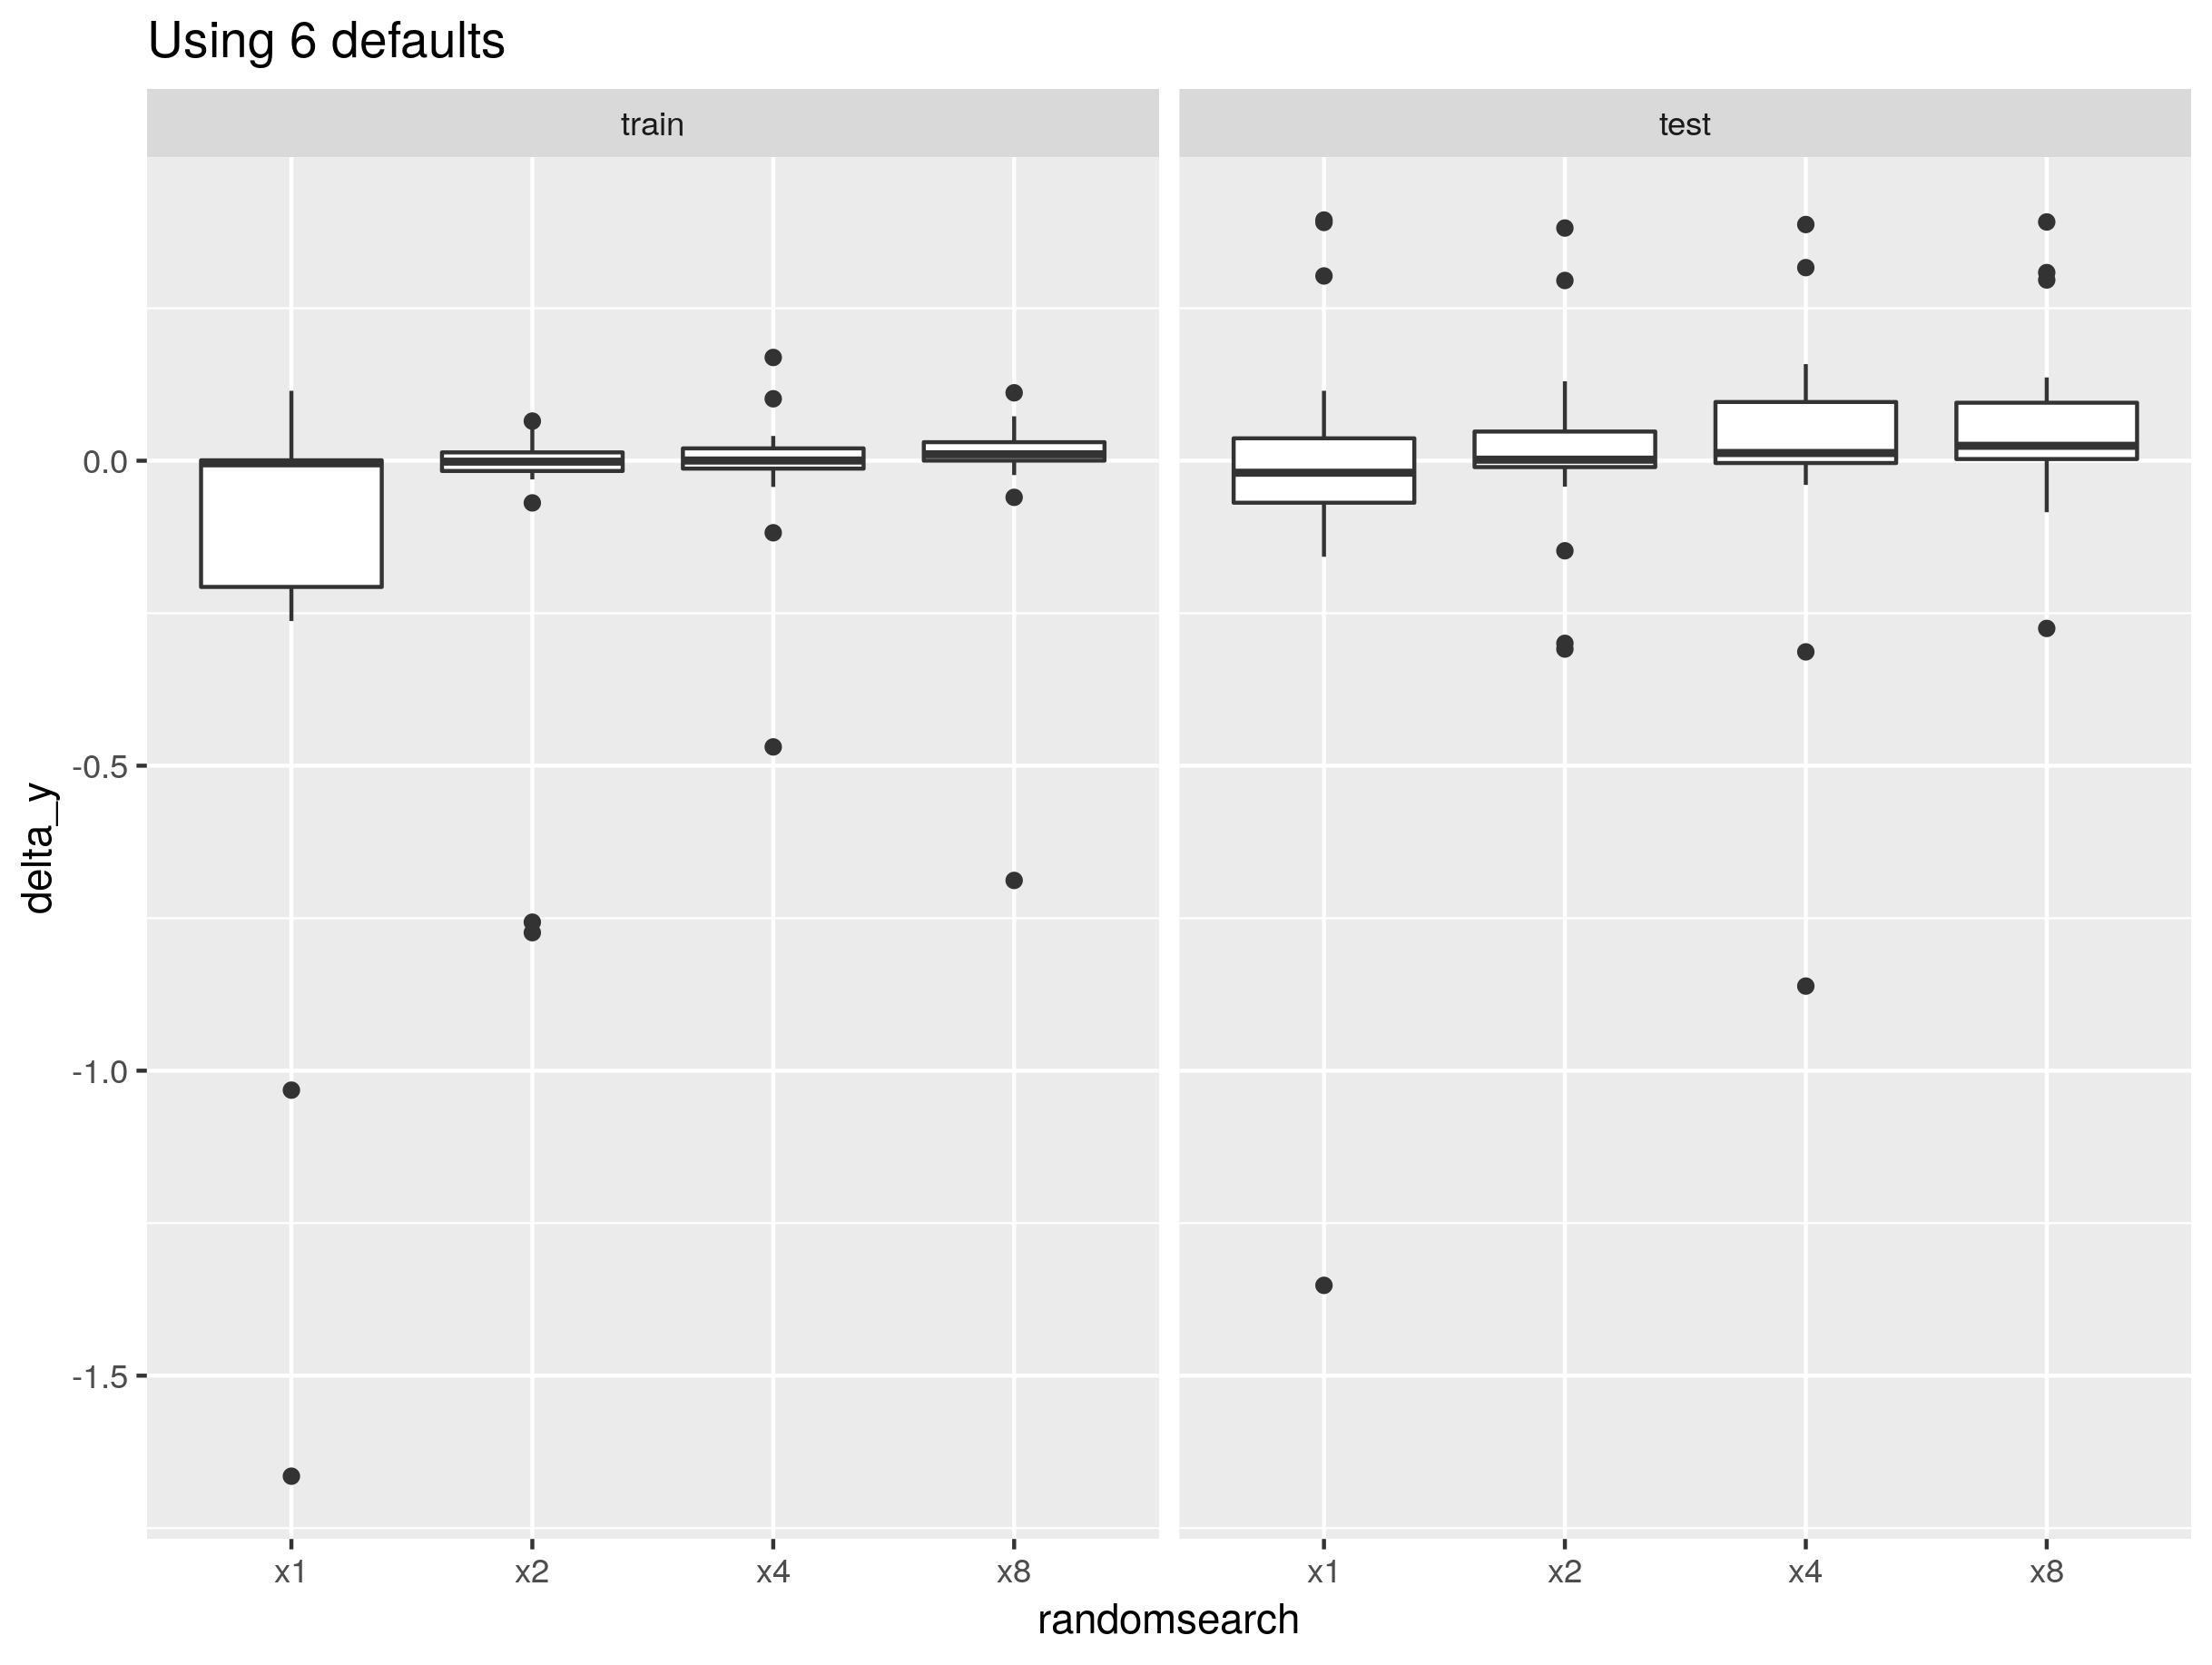 Using 6 defaults
train
test
delta_y
0.0
-0.5
-1.0
-1.5
x1 x2 x4 x8
x1 x2 x4 x8
randomsearch